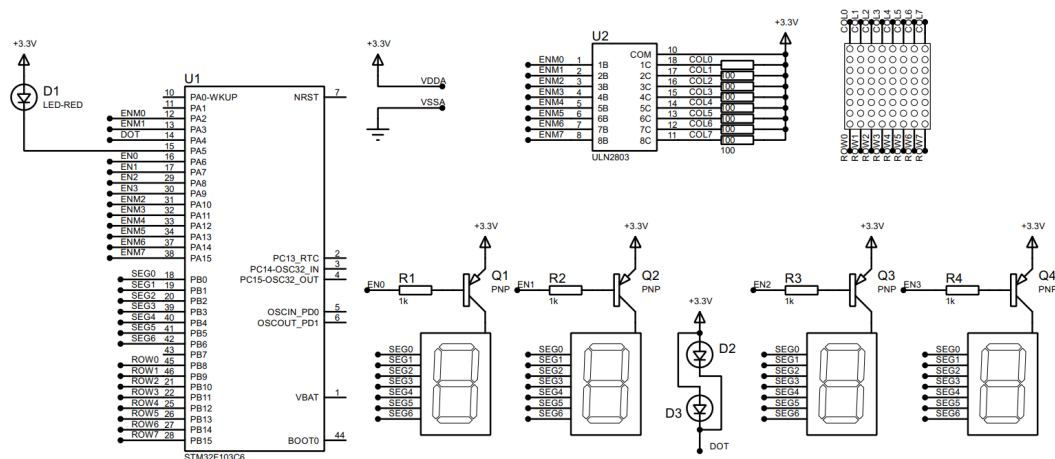 +3.3V
D1
LED-RED
U1
10 PA0-WKUP
11 PA1
ENM0 12 PA2
ENM1 13 PA3
DOT 14 PA4
15 PA5
EN0 16 PA6
EN1 17 PA7
EN2 29 PA8
EN3 30 PA9
ENM2 31 PA10
ENM3 32 PA11
ENM4 33 PA12
ENM5 34 PA13
ENM6 37 PA14
ENM7 38 PA15
SEG0 18 PB0
SEG1 19 PB1
SEG2 20 PB2
SEG3 39 PB3
SEG4 40 PB4
SEG5 41 PB5
SEG6 42 PB6
43 PB7
ROW0 45 PB8
ROW1 46 PB9
ROW2 21 PB10
ROW3 22 PB11
ROW4 25 PB12
ROW5 26 PB13
ROW6 27 PB14
ROW7 28 PB15
NRST 7
PC13_RTC 2
PC14-OSC32_IN 3
PC15-OSC32_OUT 4
OSCIN_PD0 5
OSCOUT_PD1 6
VBAT 1
BOOT0 44
STM32F103C6
+3.3V
VDDA
VSSA
U2
+3.3V
COM 10
ENM0 1 1B 1C 18 COL0
ENM1 2 2B 2C 17 COL1 100
ENM2 3 3B 3C 16 COL2 100
ENM3 4 4B 4C 15 COL3 100
ENM4 5 5B 5C 14 COL4 100
ENM5 6 6B 6C 13 COL5 100
ENM6 7 7B 7C 12 COL6 100
ENM7 8 8B 8C 11 COL7 100
100
ULN2803
COL0 COL1 COL2 COL3 COL4 COL5 COL6 COL7
ROW0 ROW1 ROW2 ROW3 ROW4 ROW5 ROW6 ROW7
+3.3V
EN0
R1
1k
Q1
PNP
SEG0
SEG1
SEG2
SEG3
SEG4
SEG5
SEG6
+3.3V
EN1
R2
1k
Q2
PNP
SEG0
SEG1
SEG2
SEG3
SEG4
SEG5
SEG6
+3.3V
D2
D3
DOT
+3.3V
EN2
R3
1k
Q3
PNP
SEG0
SEG1
SEG2
SEG3
SEG4
SEG5
SEG6
+3.3V
EN3
R4
1k
Q4
PNP
SEG0
SEG1
SEG2
SEG3
SEG4
SEG5
SEG6